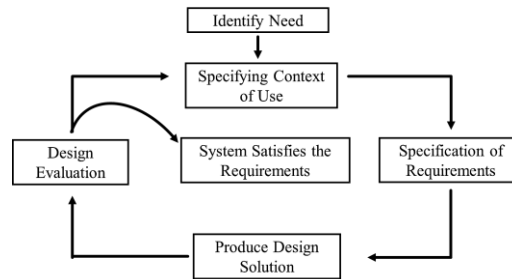 Identify Need
Specifying Context
of Use
Design
Evaluation
System Satisfies the
Requirements
Specification of
Requirements
Produce Design
Solution